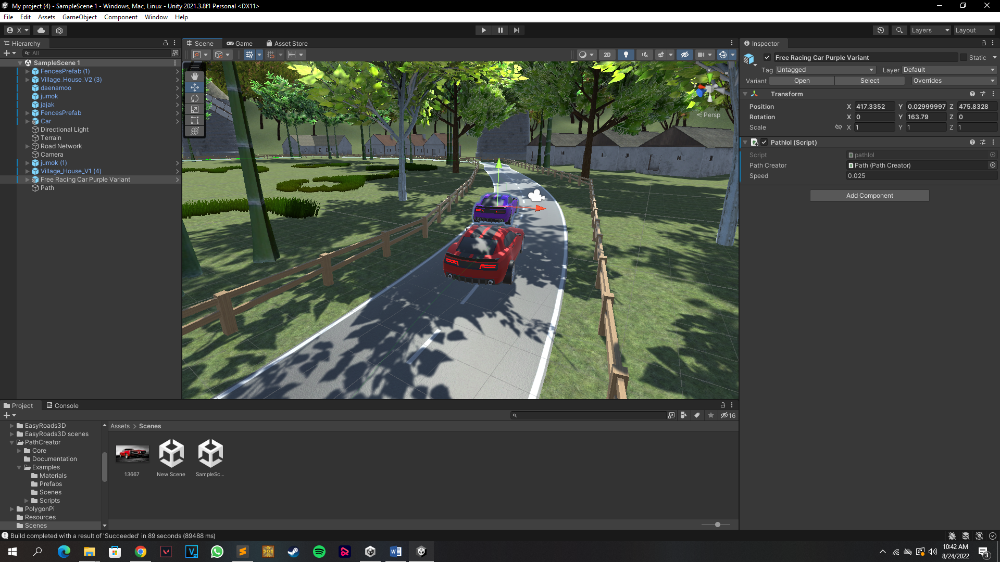 My project (4) - SampleScene 1 - Windows, Mac, Linux - Unity 2021.3.8f1 Personal <DX11>
File Edit Assets GameObject Component Window Help
X Layers Layout
Hierarchy
All
SampleScene 1
FencesPrefab (1)
Village_House_V2 (3)
daenamoo
jumok
jajak
FencesPrefab
Car
Directional Light
Terrain
Road Network
Camera
jumok (1)
Village_House_V1 (4)
Free Racing Car Purple Variant
Path
Scene Game Asset Store
2D
y
Persp
Inspector
Free Racing Car Purple Variant Static
Tag Untagged Layer Default
Variant Open Select Overrides
Transform
Position X 417.3352 Y 0.02999997 Z 475.8328
Rotation X 0 Y 163.79 Z 0
Scale X 1 Y 1 Z 1
Pathlol (Script)
Script pathlol
Path Creator Path (Path Creator)
Speed 0.025
Add Component
Project Console
16
EasyRoads3D
EasyRoads3D scenes
PathCreator
Core
Documentation
Examples
Materials
Prefabs
Scenes
Scripts
PolygonPi
Resources
Scenes
Assets > Scenes
13667 New Scene SampleSc...
Build completed with a result of 'Succeeded' in 89 seconds (89488 ms)
10:42 AM
8/24/2022
3